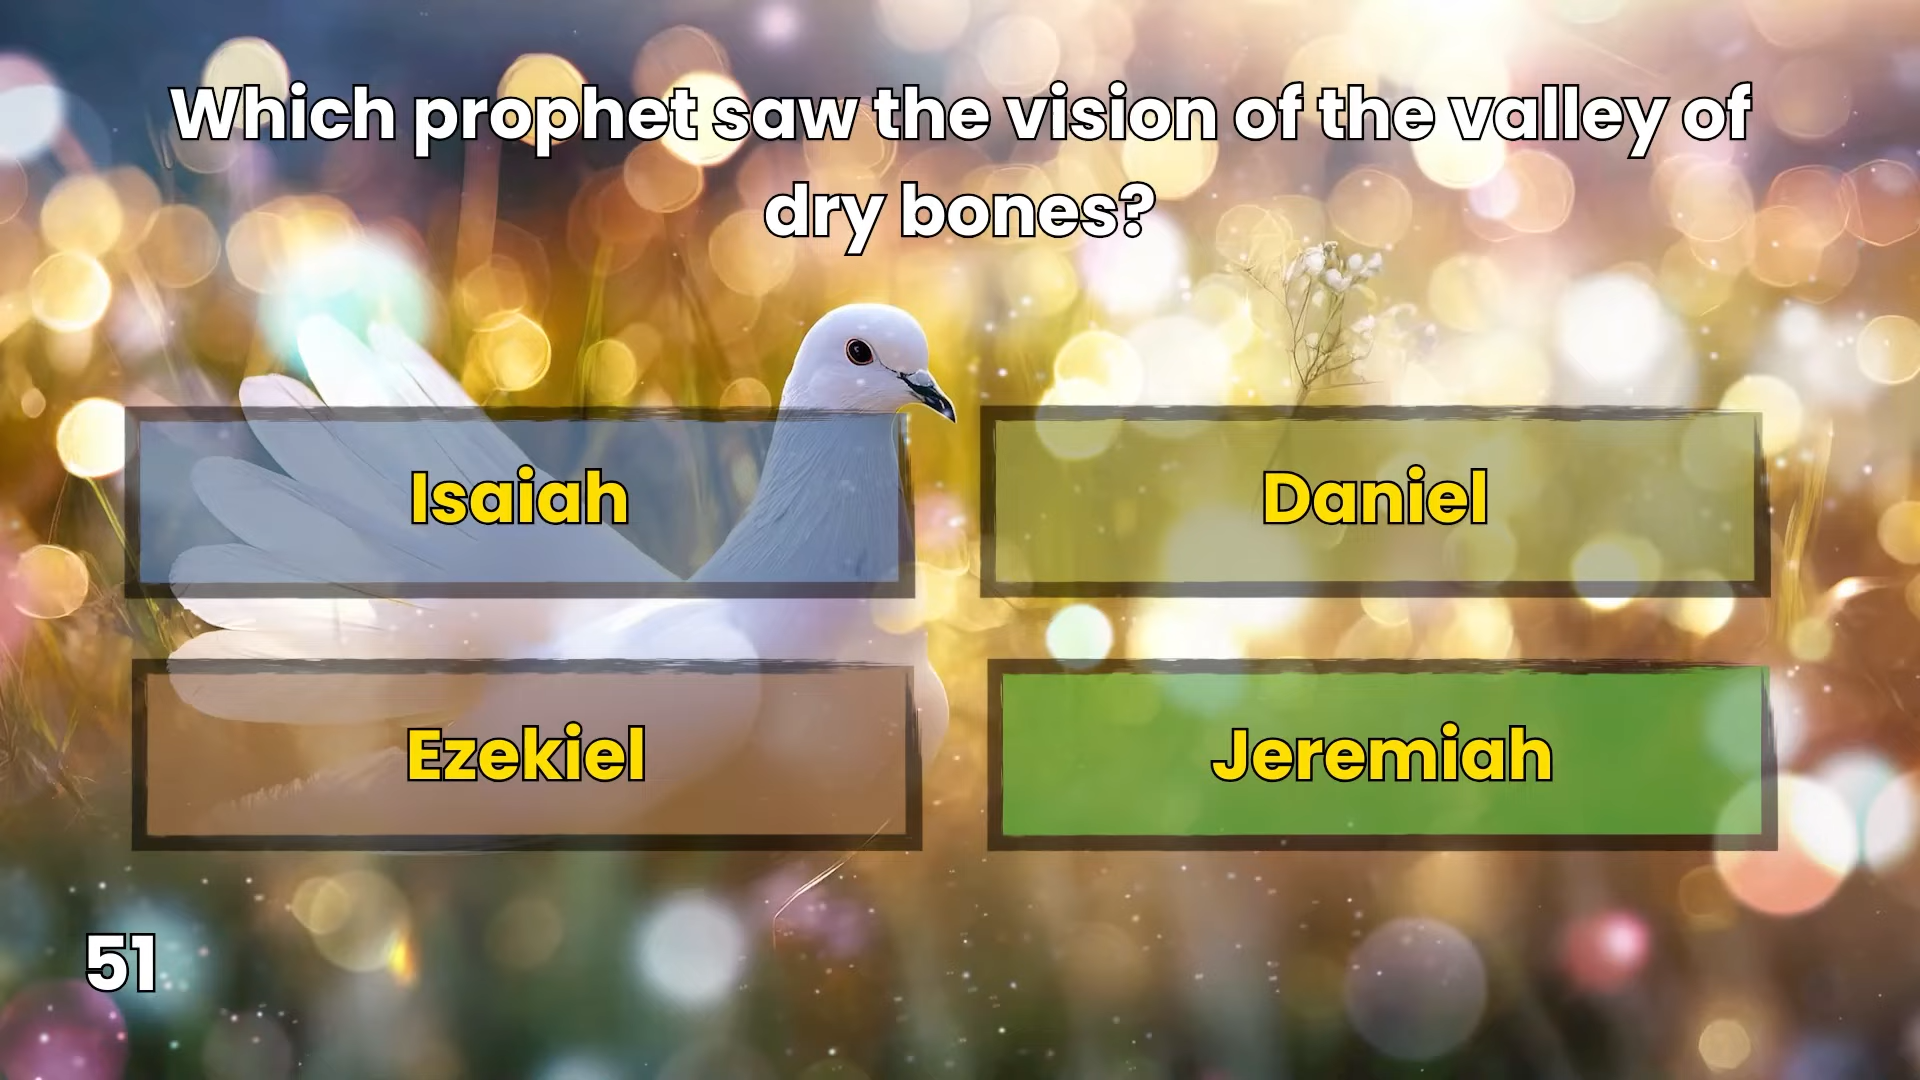 Which prophet saw the vision of the valley of
dry bones?
Isaiah
Daniel
Ezekiel
Jeremiah
51